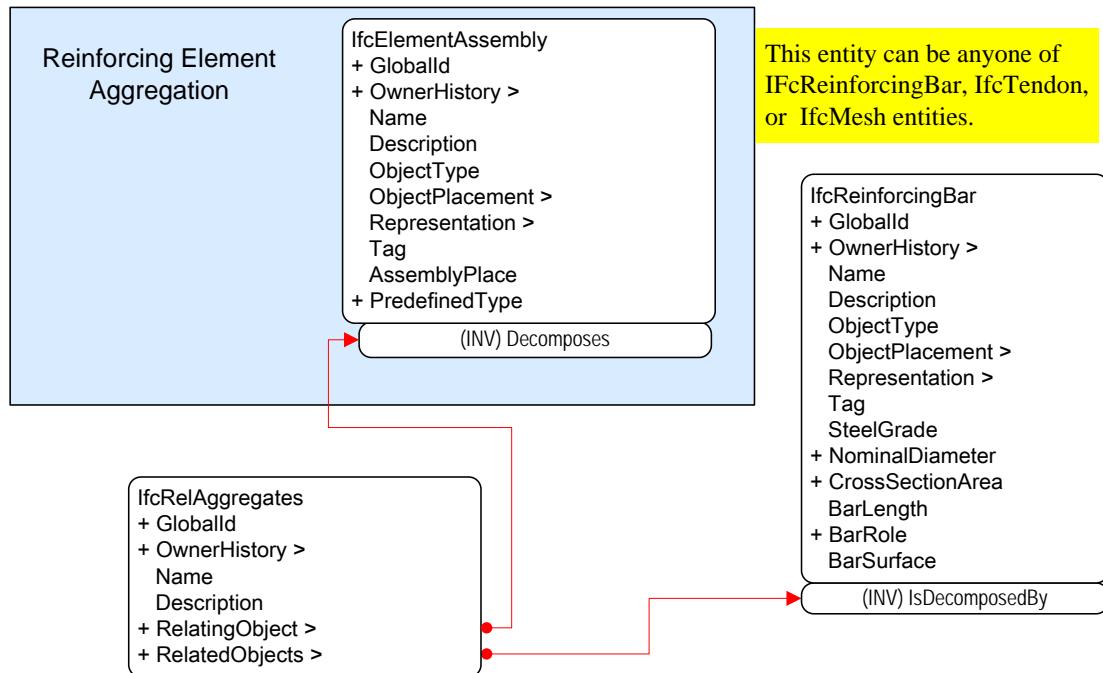 Reinforcing Element
Aggregation
IfcElementAssembly
+ GlobalId
+ OwnerHistory >
Name
Description
ObjectType
ObjectPlacement >
Representation >
Tag
AssemblyPlace
+ PredefinedType
(INV) Decomposes
This entity can be anyone of
IFcReinforcingBar, IfcTendon,
or IfcMesh entities.
IfcReinforcingBar
+ GlobalId
+ OwnerHistory >
Name
Description
ObjectType
ObjectPlacement >
Representation >
Tag
SteelGrade
+ NominalDiameter
+ CrossSectionArea
BarLength
+ BarRole
BarSurface
(INV) IsDecomposedBy
IfcRelAggregates
+ GlobalId
+ OwnerHistory >
Name
Description
+ RelatingObject >
+ RelatedObjects >